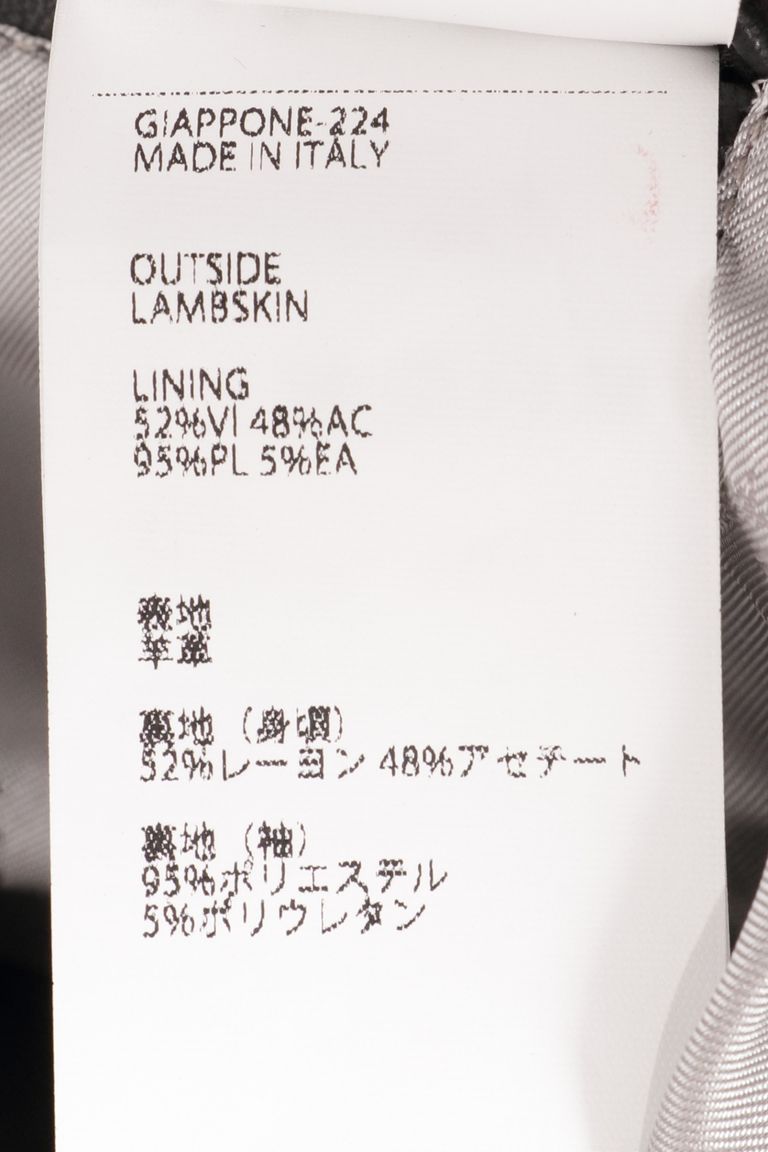 GIAPPONE-224
MADE IN ITALY
OUTSIDE
LAMBSKIN
LINING
52%VI 48%AC
95%PL 5%EA
表地
羊革
裏地 (身頃)
52%レーヨン 48%アセテート
裏地 (袖)
95%ポリエステル
5%ポリウレタン